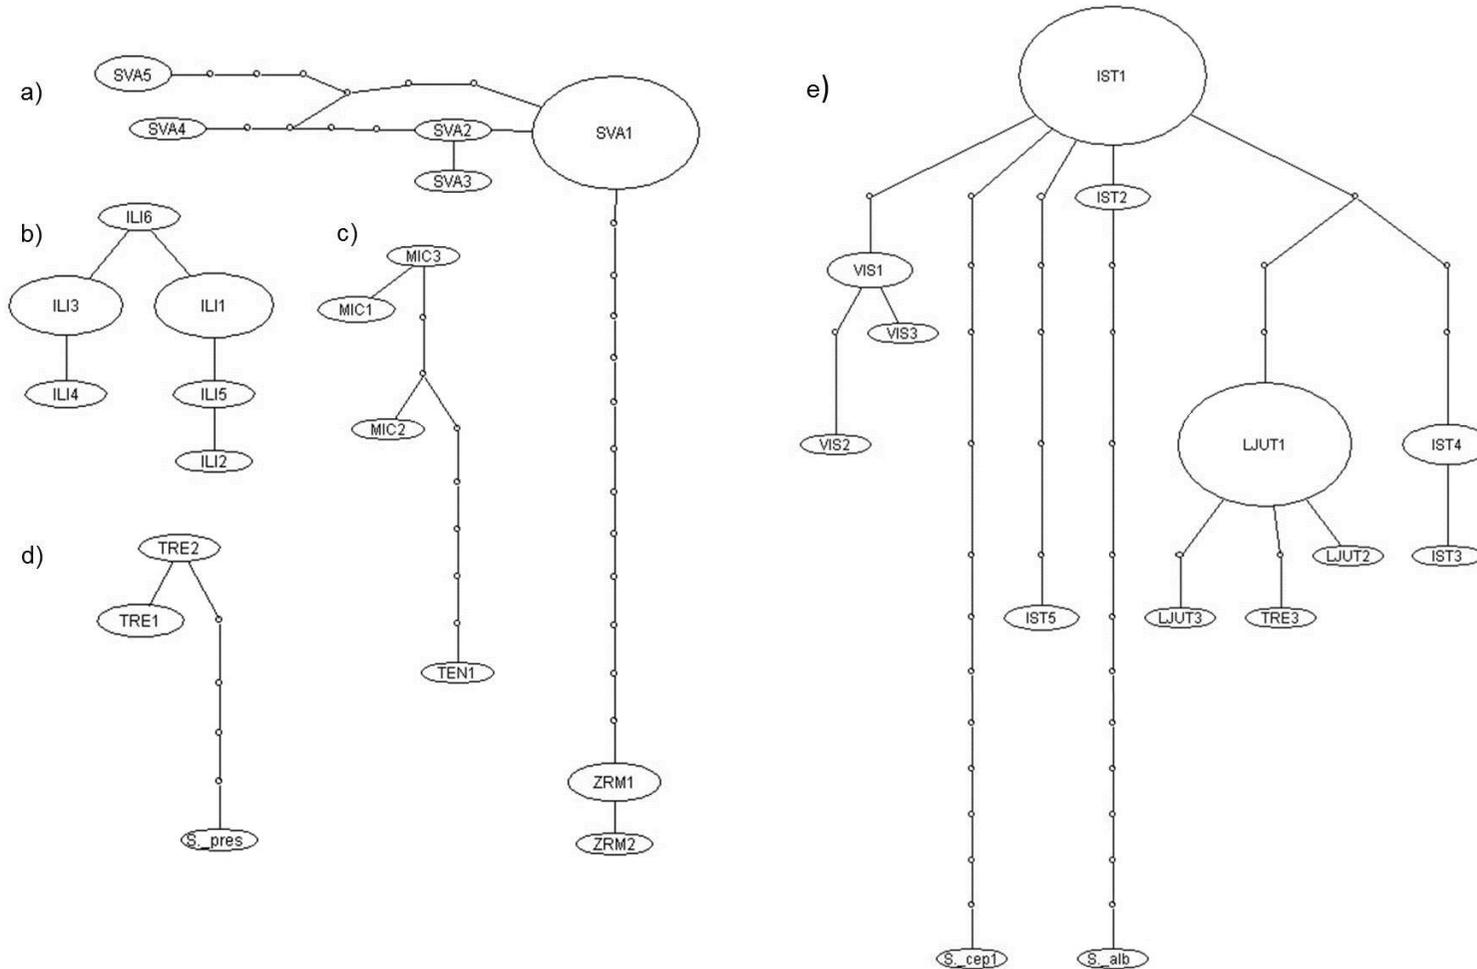 a)
SVA5
SVA4
SVA2
SVA1
SVA3
b)
ILI6
ILI3
ILI1
ILI4
ILI5
ILI2
c)
MIC3
MIC1
MIC2
TEN1
d)
TRE2
TRE1
S._pres
ZRM1
ZRM2
e)
IST1
IST2
VIS1
VIS3
VIS2
LJUT1
IST4
LJUT2
IST3
IST5
LJUT3
TRE3
S._cep1
S._alb